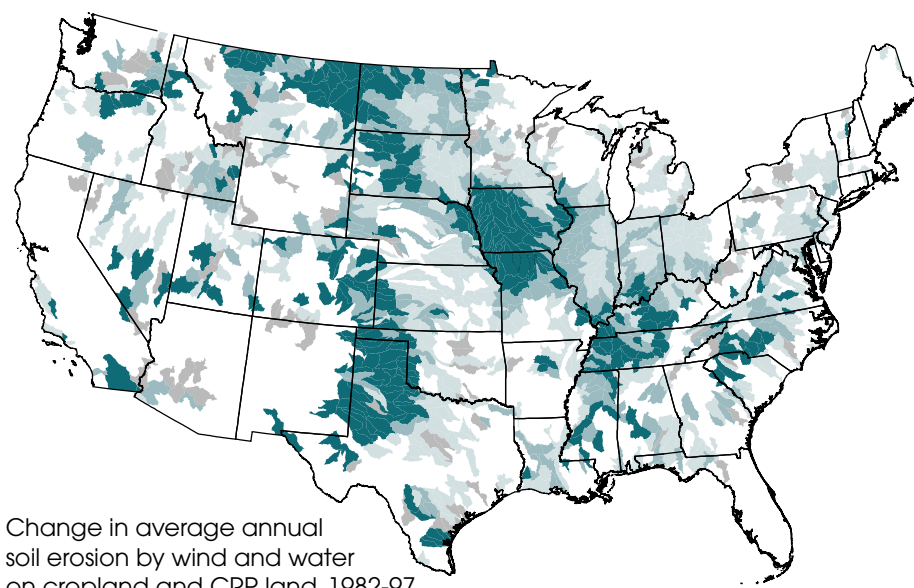 Change in average annual
soil erosion by wind and water
on cropland and CRP land, 1982-97